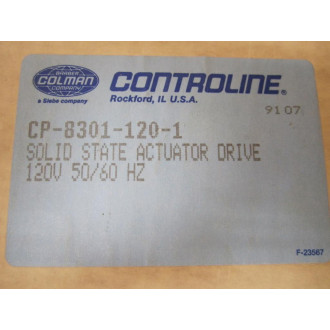 BARBER
COLMAN
COMPANY
a Siebe company
CONTROLINE®
Rockford, IL U.S.A.
91 07
CP-8301-120-1
SOLID STATE ACTUATOR DRIVE
120V 50/60 HZ
F-23567